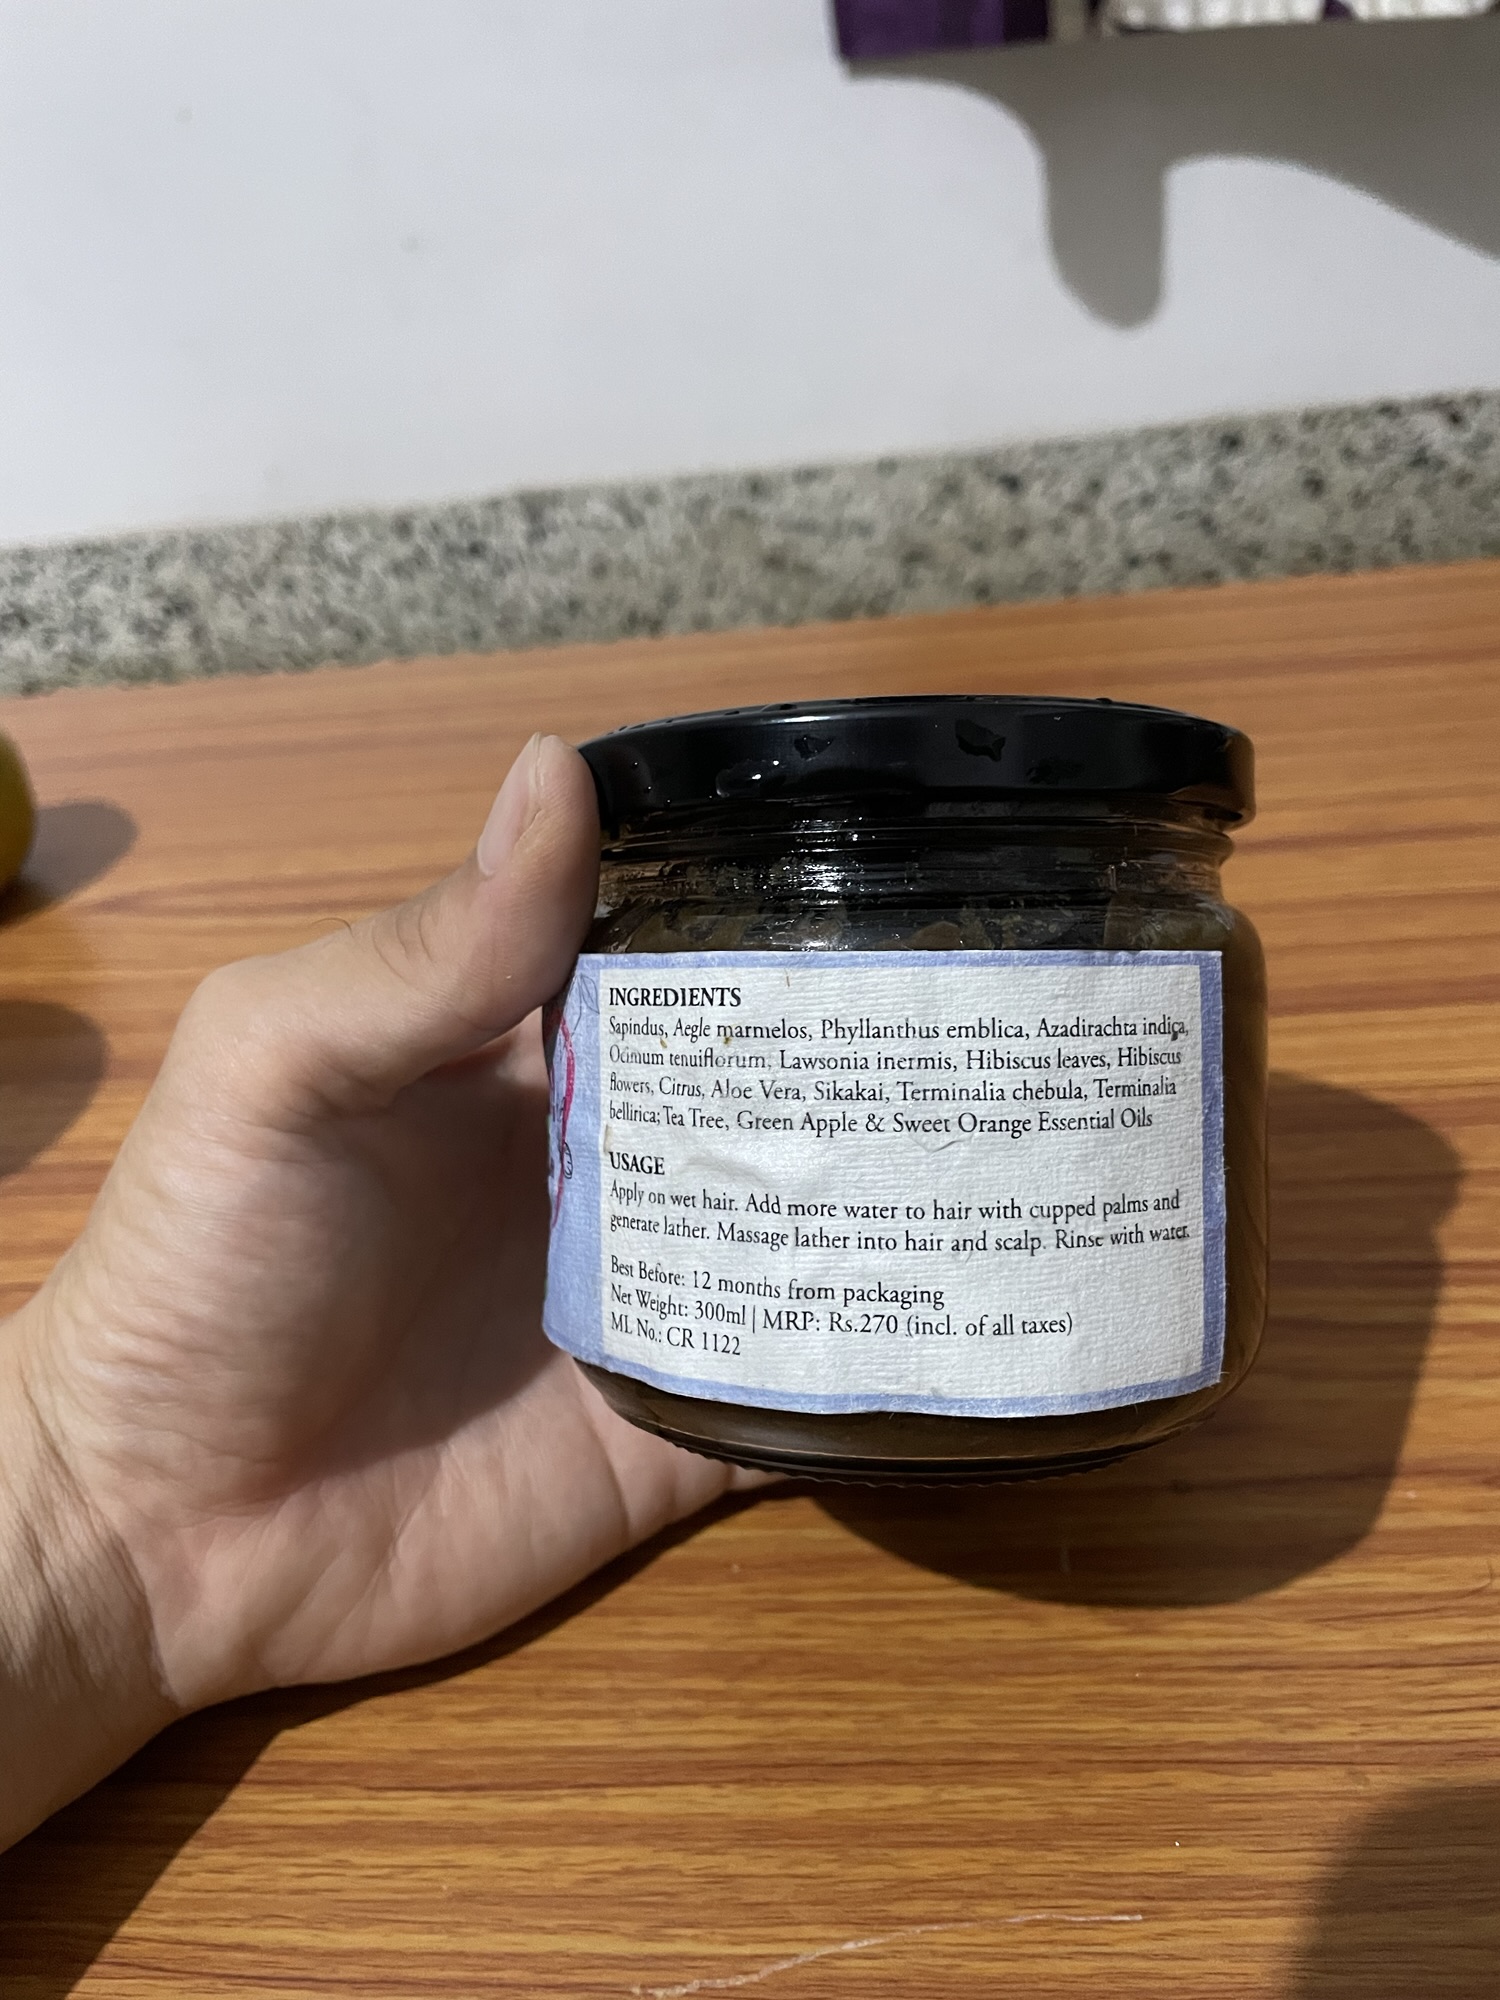 INGREDIENTS
Sapindus, Aegle marmelos, Phyllanthus emblica, Azadirachta indica,
Ocimum tenuiflorum, Lawsonia inermis, Hibiscus leaves, Hibiscus
flowers, Citrus, Aloe Vera, Sikakai, Terminalia chebula, Terminalia
bellirica; Tea Tree, Green Apple & Sweet Orange Essential Oils
USAGE
Apply on wet hair. Add more water to hair with cupped palms and
generate lather. Massage lather into hair and scalp. Rinse with water.
Best Before: 12 months from packaging
Net Weight: 300ml | MRP: Rs.270 (incl. of all taxes)
ML No.: CR 1122